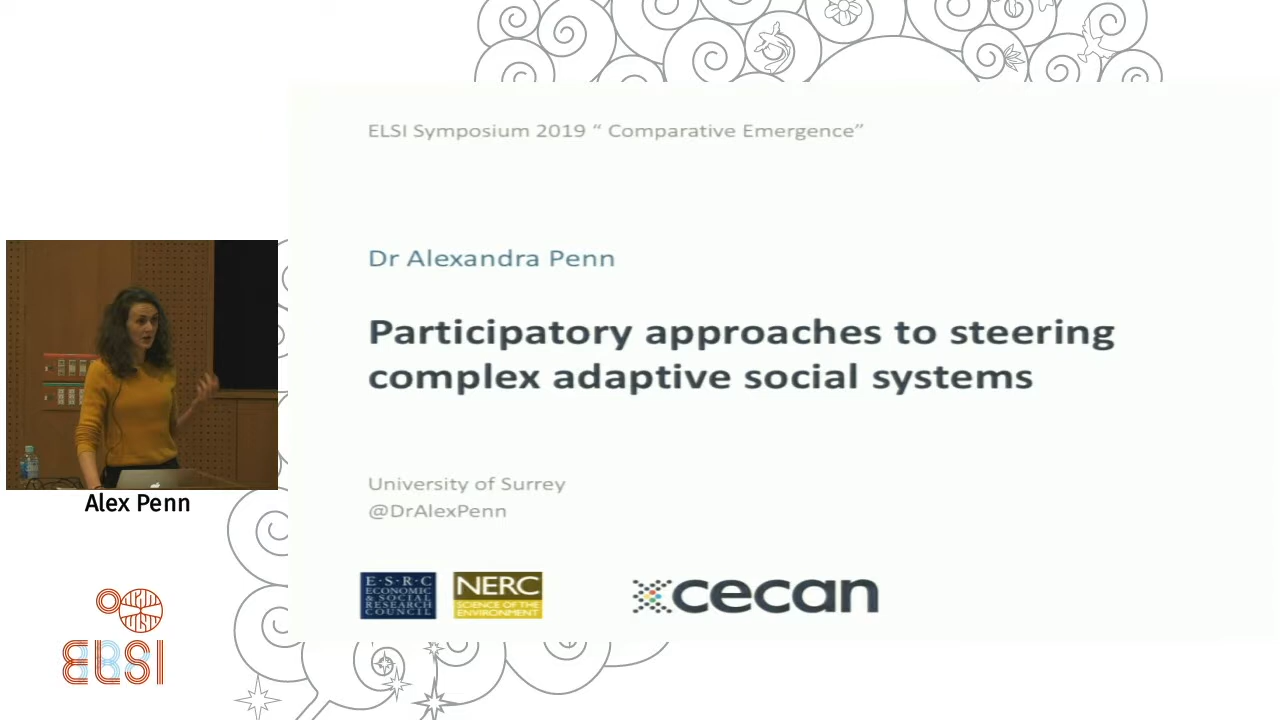 ELSI Symposium 2019 “ Comparative Emergence”
Dr Alexandra Penn
Participatory approaches to steering
complex adaptive social systems
University of Surrey
@DrAlexPenn
E·S·R·C
ECONOMIC
& SOCIAL
RESEARCH
COUNCIL
NERC
SCIENCE OF THE
ENVIRONMENT
cecan
Alex Penn
ELSI